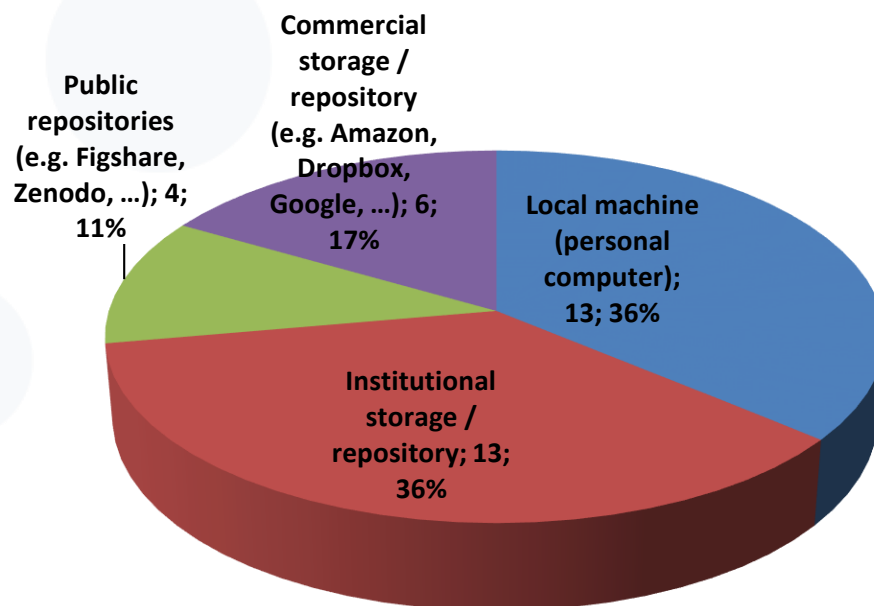 Commercial
storage /
repository
(e.g. Amazon,
Dropbox,
Google, …); 6;
17%
Public
repositories
(e.g. Figshare,
Zenodo, …); 4;
11%
Local machine
(personal
computer);
13; 36%
Institutional
storage /
repository; 13;
36%